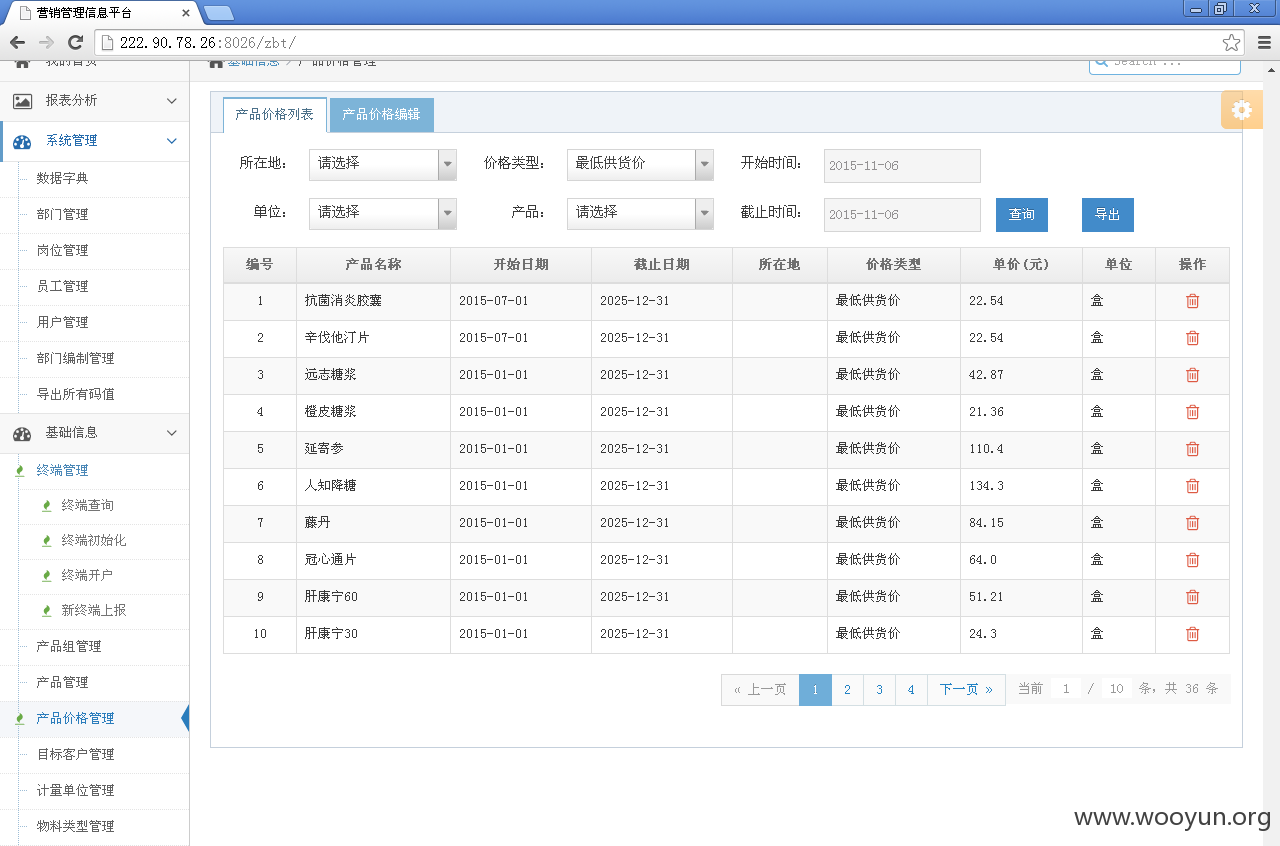 营销管理信息平台
222.90.78.26:8026/zbt/
我的首页
报表分析
系统管理
数据字典
部门管理
岗位管理
员工管理
用户管理
部门编制管理
导出所有码值
基础信息
终端管理
终端查询
终端初始化
终端开户
新终端上报
产品组管理
产品管理
产品价格管理
目标客户管理
计量单位管理
物料类型管理
基础信息 > 产品价格管理
Search ...
产品价格列表 产品价格编辑
所在地: 请选择 价格类型: 最低供货价 开始时间: 2015-11-06
单位: 请选择 产品: 请选择 截止时间: 2015-11-06 查询 导出
编号 产品名称 开始日期 截止日期 所在地 价格类型 单价(元) 单位 操作
1 抗菌消炎胶囊 2015-07-01 2025-12-31 最低供货价 22.54 盒
2 辛伐他汀片 2015-07-01 2025-12-31 最低供货价 22.54 盒
3 远志糖浆 2015-01-01 2025-12-31 最低供货价 42.87 盒
4 橙皮糖浆 2015-01-01 2025-12-31 最低供货价 21.36 盒
5 延寄参 2015-01-01 2025-12-31 最低供货价 110.4 盒
6 人知降糖 2015-01-01 2025-12-31 最低供货价 134.3 盒
7 藤丹 2015-01-01 2025-12-31 最低供货价 84.15 盒
8 冠心通片 2015-01-01 2025-12-31 最低供货价 64.0 盒
9 肝康宁60 2015-01-01 2025-12-31 最低供货价 51.21 盒
10 肝康宁30 2015-01-01 2025-12-31 最低供货价 24.3 盒
« 上一页 1 2 3 4 下一页 » 当前 1 / 10 条，共 36 条
www.wooyun.org